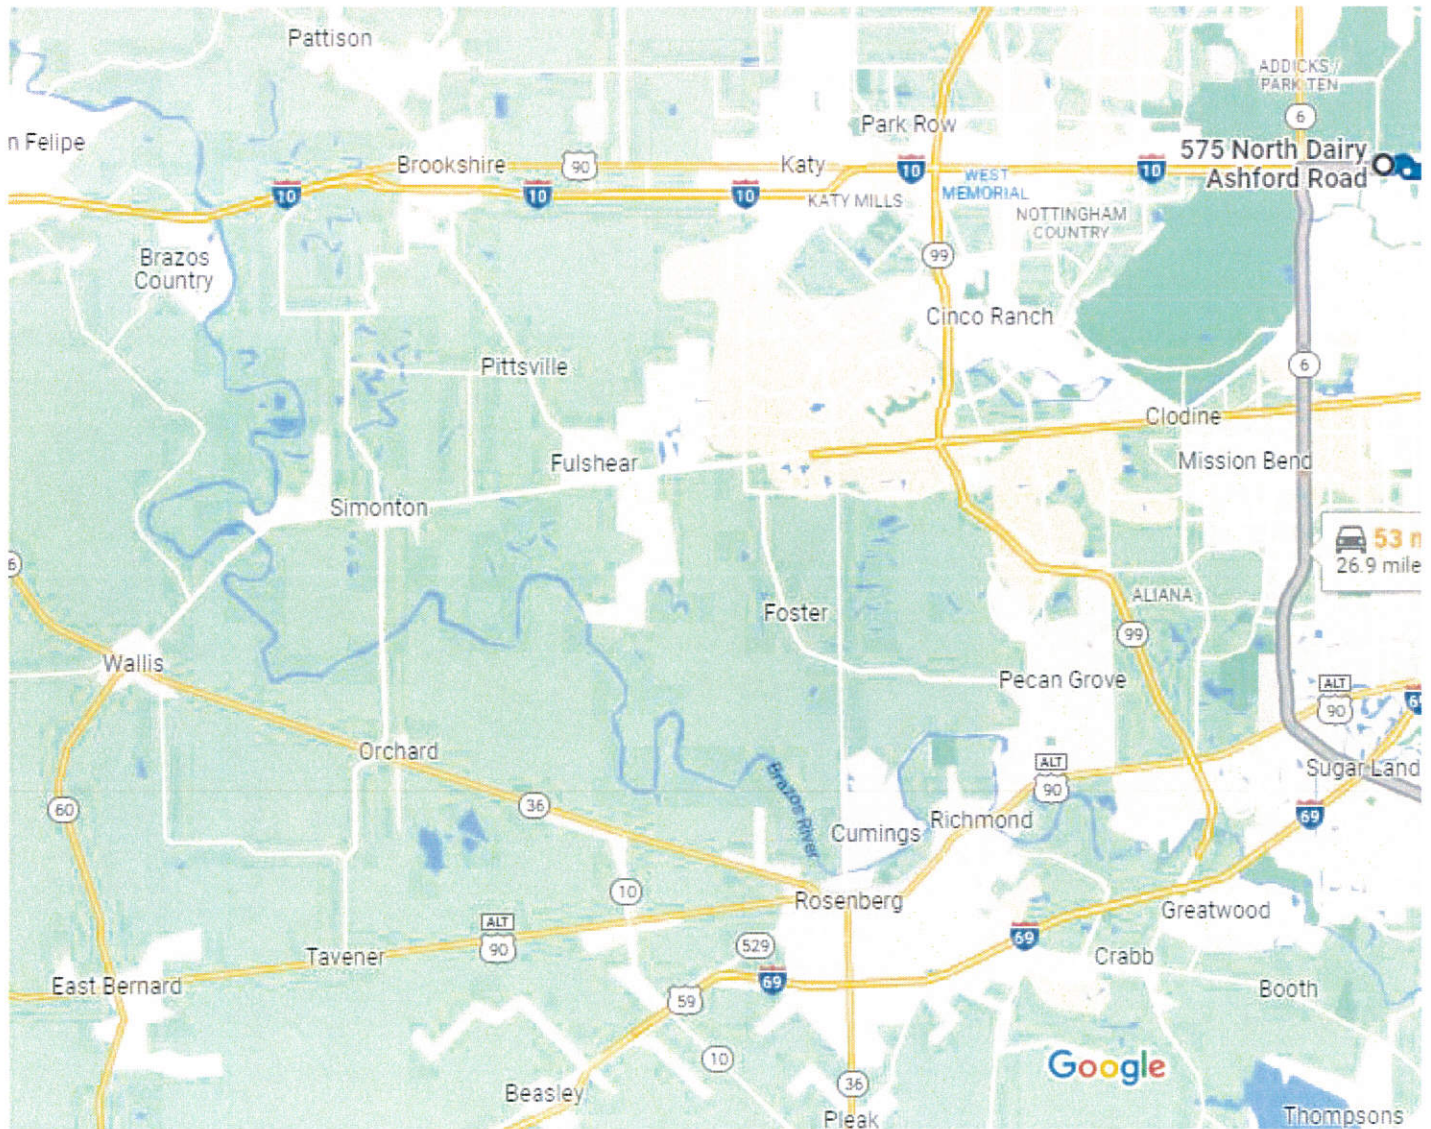 Pattison
ADDICKS /
PARK TEN
6
Park Row
n Felipe
Brookshire
90
Katy
10
10
575 North Dairy
Ashford Road
10
10
10
KATY MILLS
WEST
MEMORIAL
NOTTINGHAM
COUNTRY
Brazos
Country
99
Cinco Ranch
Pittsville
6
Clodine
Fulshear
Mission Bend
Simonton
53 n
26.9 mile
6
ALIANA
Foster
99
Wallis
Pecan Grove
ALT
90
69
Orchard
ALT
90
Sugar Land
60
36
Brazos River
Cumings
Richmond
69
10
Rosenberg
Greatwood
ALT
90
529
69
Tavener
Crabb
East Bernard
69
59
Booth
10
Google
Beasley
36
Pleak
Thompsons